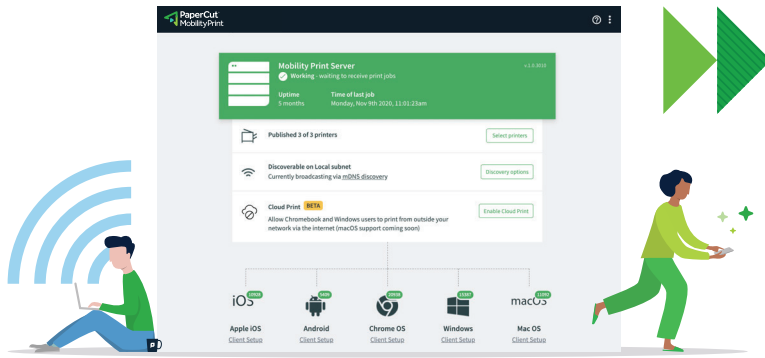 PaperCut
MobilityPrint
Mobility Print Server
Working - waiting to receive print jobs
Uptime
Time of last job
5 months
Monday, Nov 9th 2020, 11:01:23am
Published 3 of 3 printers
Select printers
Discoverable on Local subnet
Currently broadcasting via mDNS discovery
Discovery options
Cloud Print BETA
Allow Chromebook and Windows users to print from outside your
network via the internet (macOS support coming soon)
Enable Cloud Print
iOS
macOS
Apple iOS
Android
Chrome OS
Windows
Mac OS
Client Setup
Client Setup
Client Setup
Client Setup
Client Setup